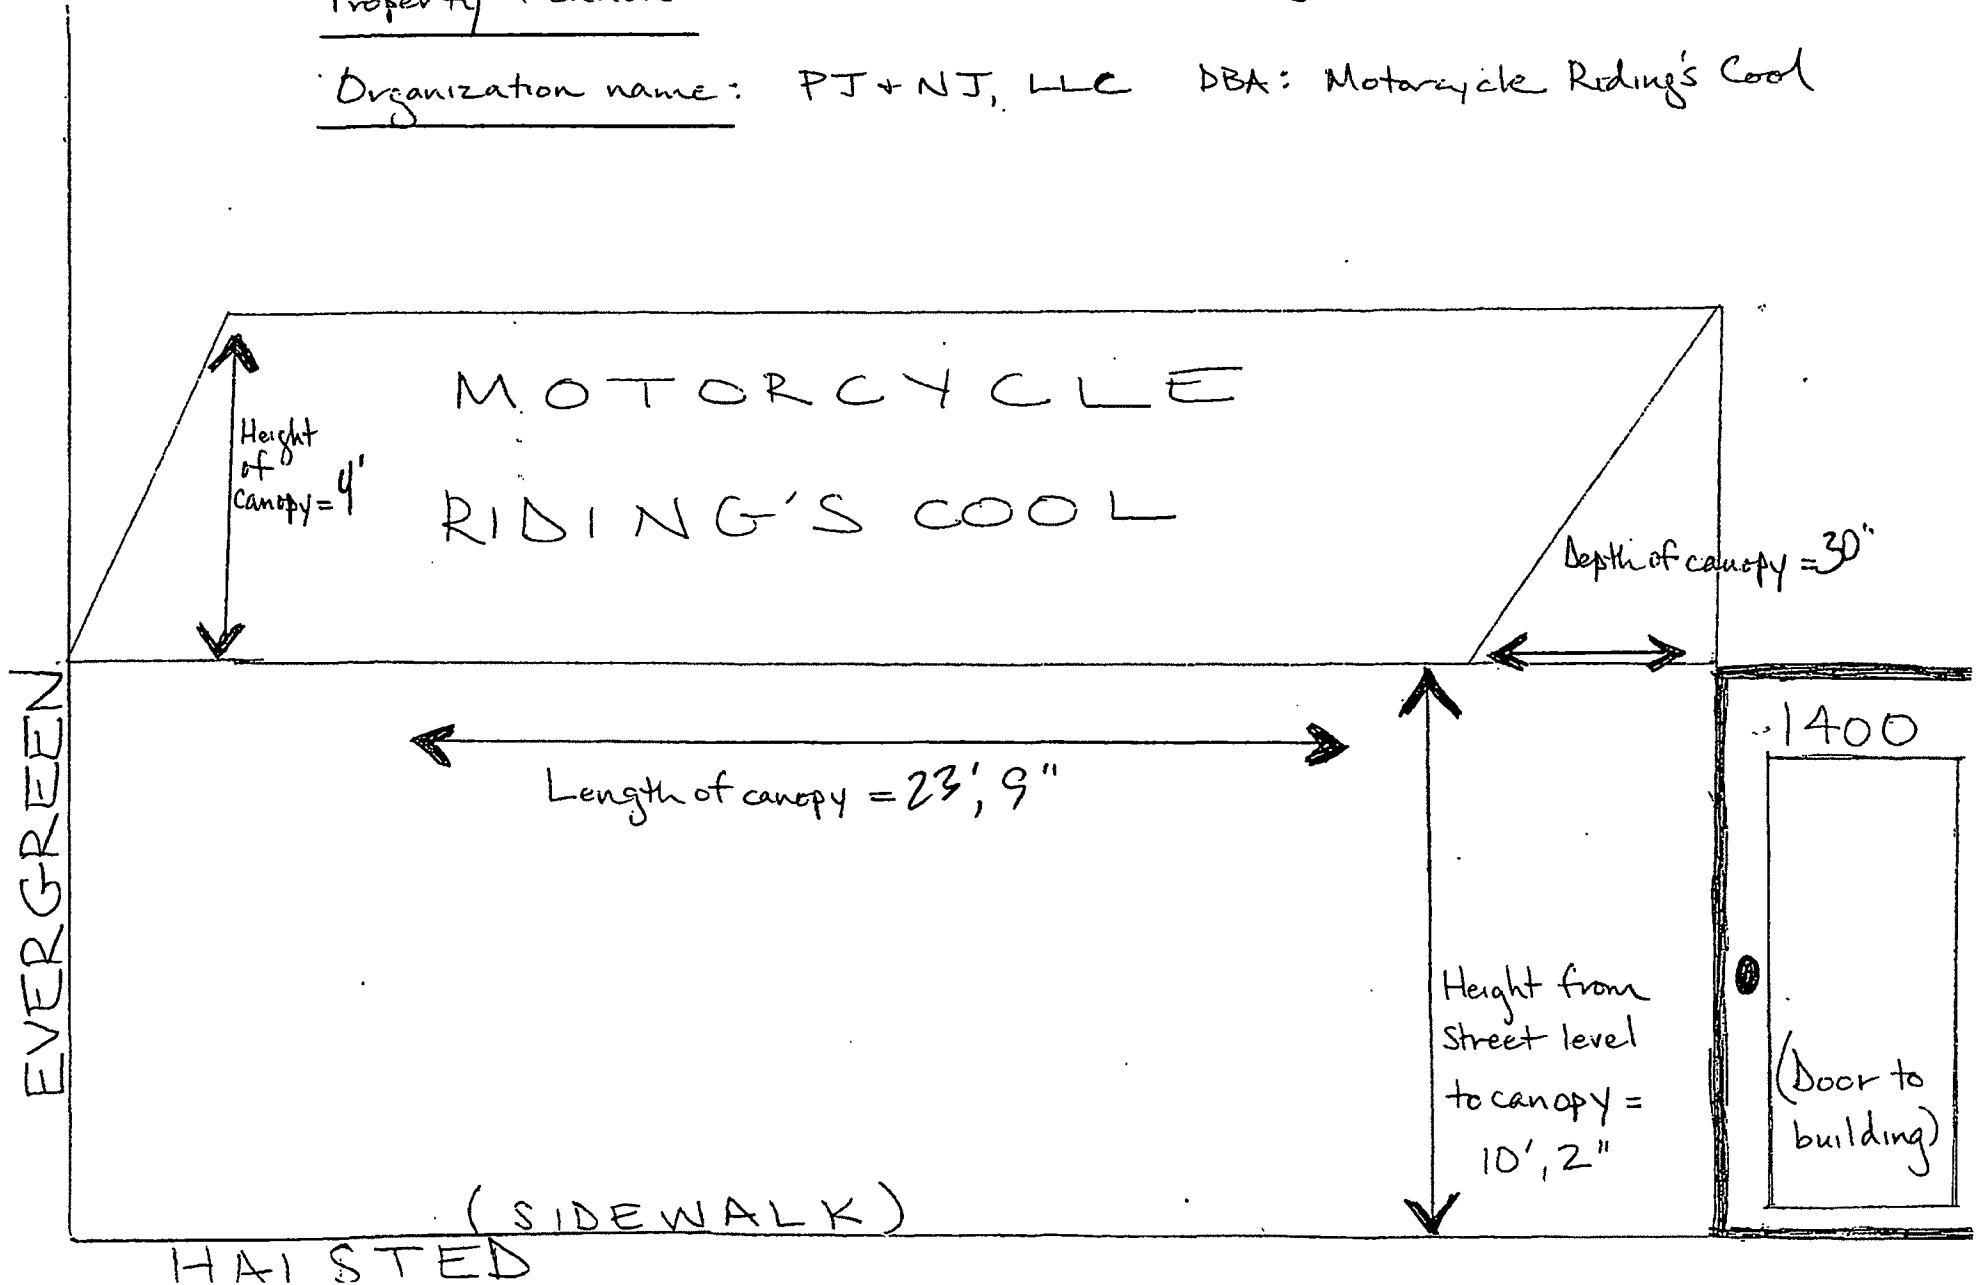 Property
Organization name: PJ + NJ, LLC DBA: Motorcycle Riding's Cool
MOTORCYCLE
RIDING'S COOL
Height
of
canopy = 4'
Depth of canopy = 30"
Length of canopy = 23', 9"
EVERGREEN
1400
Height from
street level
to canopy =
10', 2"
(Door to
building)
(SIDEWALK)
HALSTED